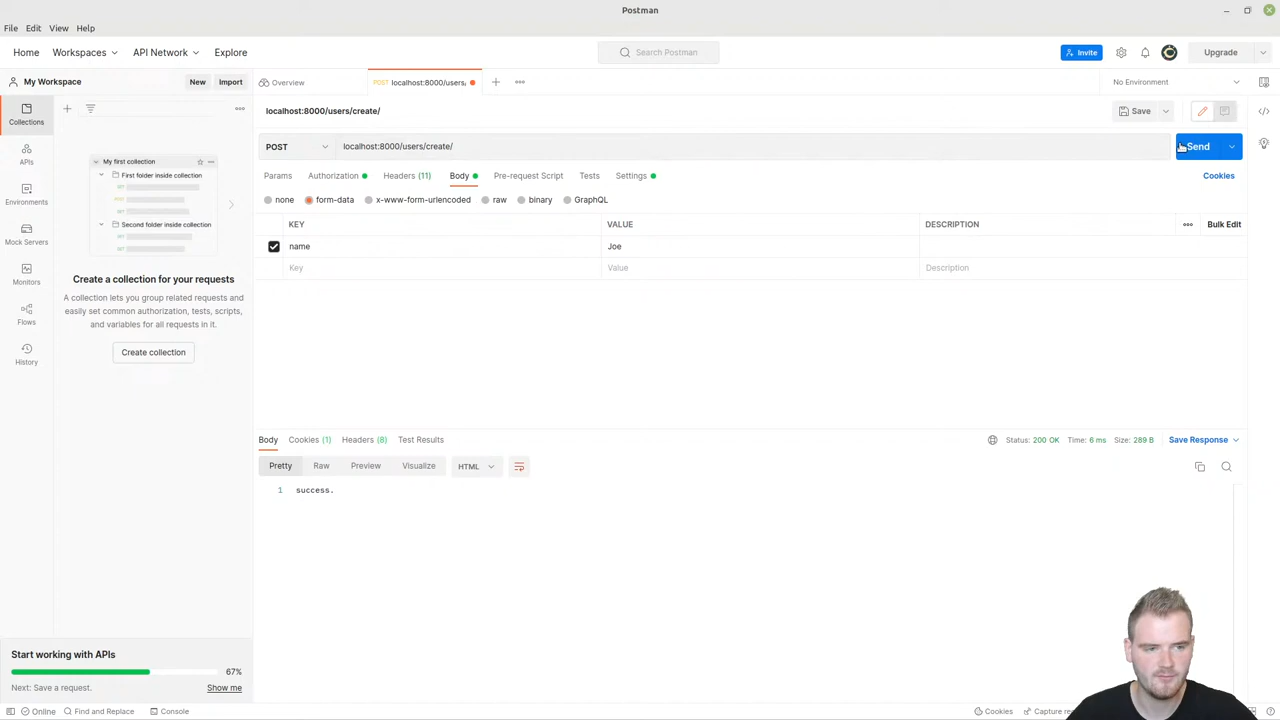 Postman
File Edit View Help
Home Workspaces API Network Explore Search Postman Invite Upgrade
My Workspace New Import Overview POST localhost:8000/users, No Environment
localhost:8000/users/create/ Save
POST localhost:8000/users/create/ Send
Params Authorization Headers (11) Body Pre-request Script Tests Settings Cookies
none form-data x-www-form-urlencoded raw binary GraphQL
KEY VALUE DESCRIPTION Bulk Edit
name Joe
Key Value Description
Collections
APIs
Environments
Mock Servers
Monitors
Flows
History
My first collection
First folder inside collection
Second folder inside collection
Create a collection for your requests
A collection lets you group related requests and
easily set common authorization, tests, scripts,
and variables for all requests in it.
Create collection
Body Cookies (1) Headers (8) Test Results Status: 200 OK Time: 6 ms Size: 289 B Save Response
Pretty Raw Preview Visualize HTML
1 success.
Start working with APIs
67%
Next: Save a request. Show me
Online Find and Replace Console Cookies Capture